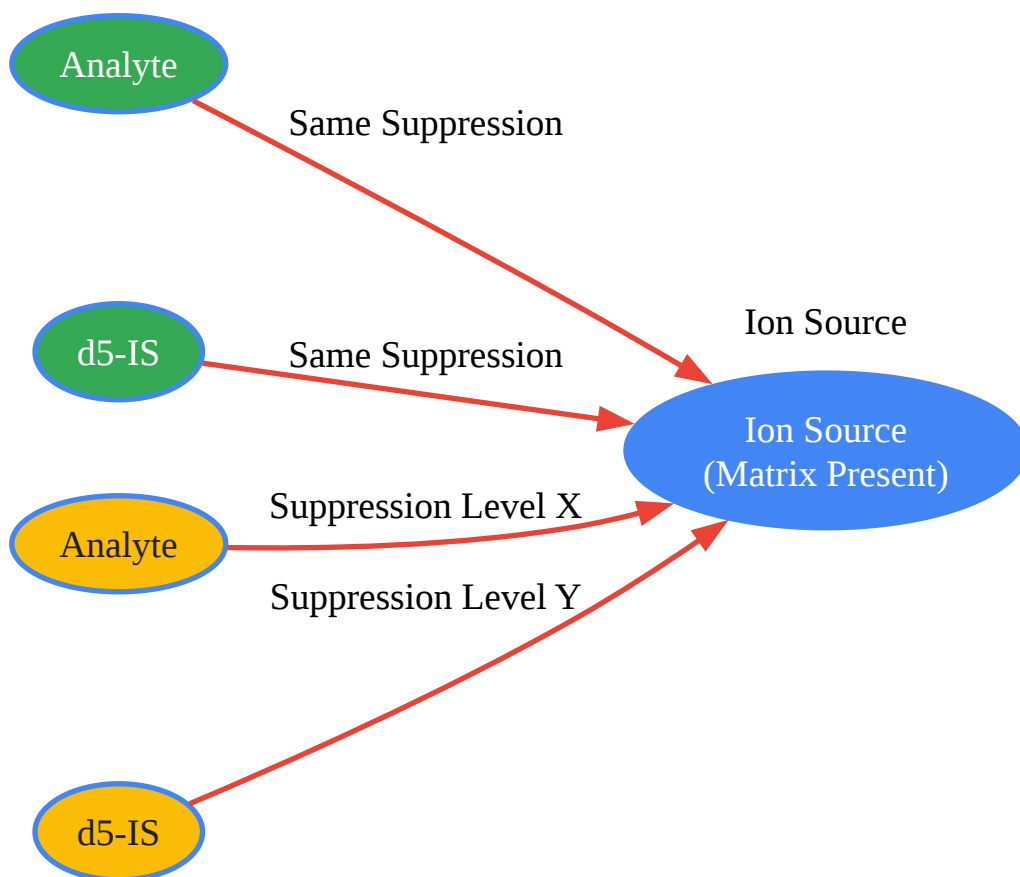 Analyte
Same Suppression
Ion Source
d5-IS
Same Suppression
Ion Source
(Matrix Present)
Suppression Level X
Analyte
Suppression Level Y
d5-IS